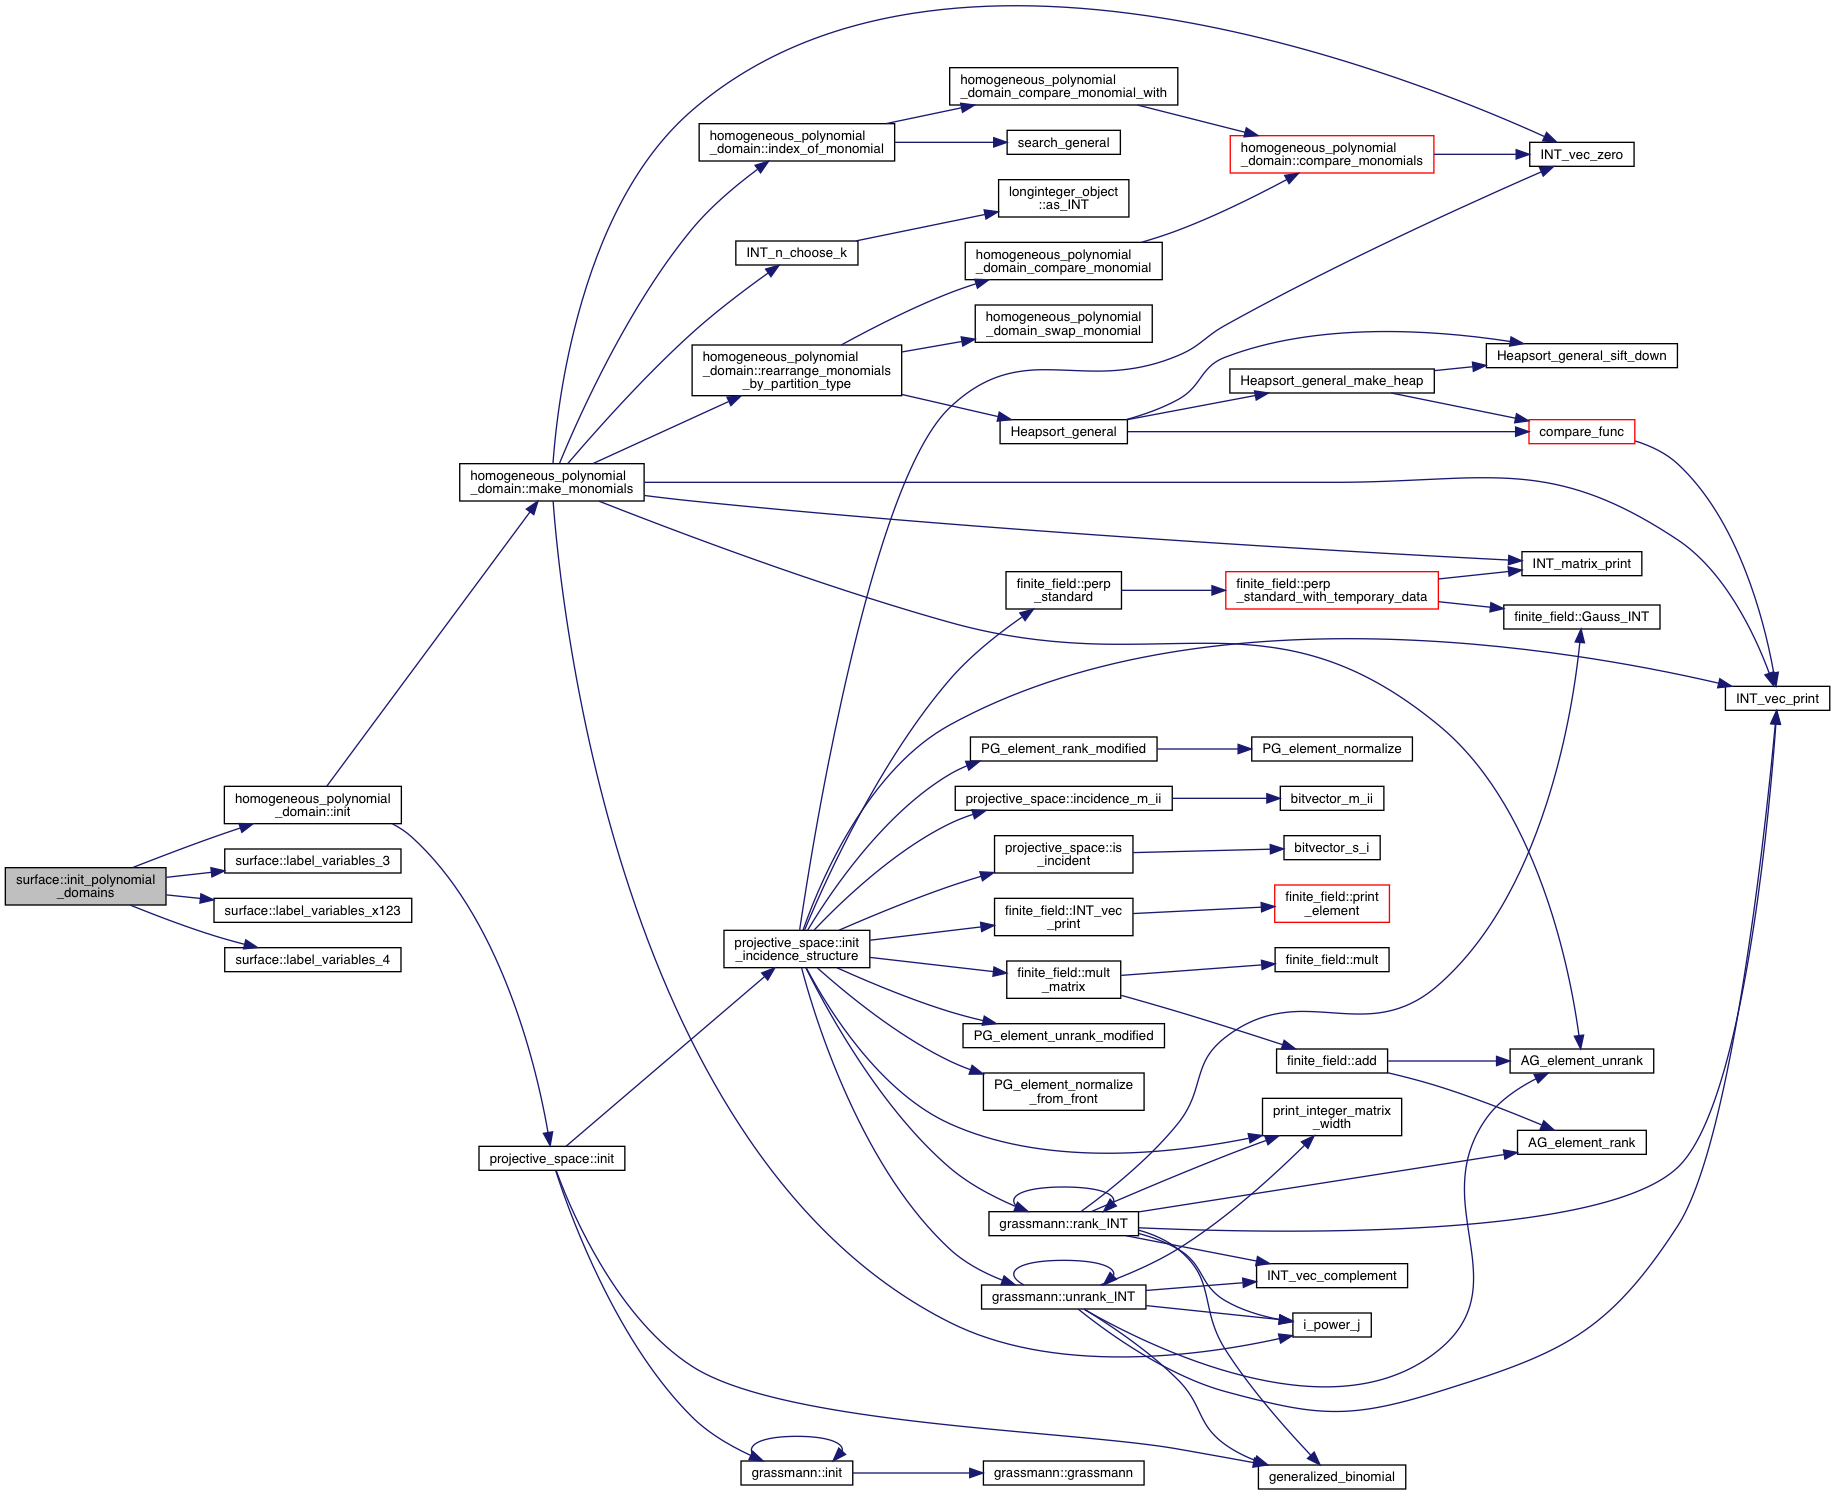 surface::init_polynomial
_domains
homogeneous_polynomial
_domain::init
surface::label_variables_3
surface::label_variables_x123
surface::label_variables_4
homogeneous_polynomial
_domain::make_monomials
projective_space::init
homogeneous_polynomial
_domain::index_of_monomial
INT_n_choose_k
homogeneous_polynomial
_domain::rearrange_monomials
_by_partition_type
projective_space::init
_incidence_structure
grassmann::init
homogeneous_polynomial
_domain_compare_monomial_with
search_general
longinteger_object
::as_INT
homogeneous_polynomial
_domain_compare_monomial
homogeneous_polynomial
_domain_swap_monomial
Heapsort_general
finite_field::perp
_standard
PG_element_rank_modified
projective_space::incidence_m_ii
projective_space::is
_incident
finite_field::INT_vec
_print
finite_field::mult
_matrix
PG_element_unrank_modified
PG_element_normalize
_from_front
grassmann::rank_INT
grassmann::unrank_INT
grassmann::grassmann
homogeneous_polynomial
_domain::compare_monomials
Heapsort_general_make_heap
finite_field::perp
_standard_with_temporary_data
PG_element_normalize
bitvector_m_ii
bitvector_s_i
finite_field::print
_element
finite_field::mult
finite_field::add
print_integer_matrix
_width
INT_vec_complement
i_power_j
generalized_binomial
INT_vec_zero
Heapsort_general_sift_down
compare_func
INT_matrix_print
finite_field::Gauss_INT
INT_vec_print
AG_element_unrank
AG_element_rank